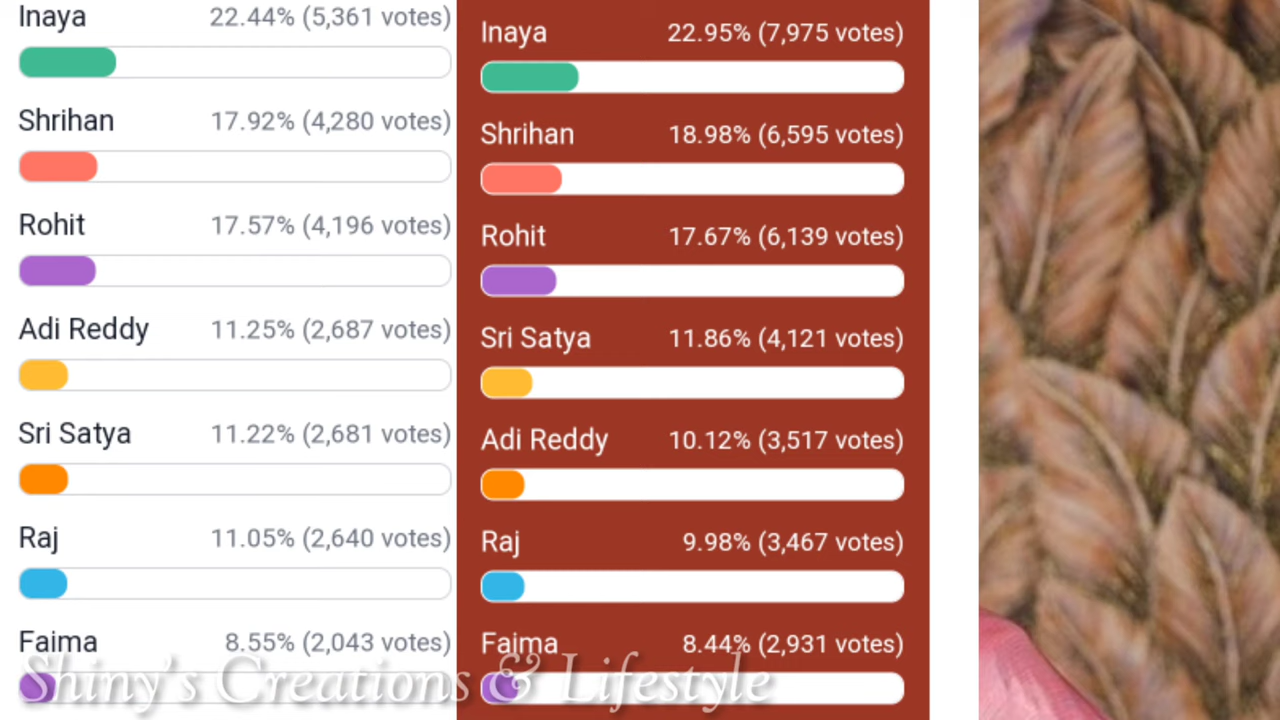 Inaya 22.44% (5,361 votes)
Shrihan 17.92% (4,280 votes)
Rohit 17.57% (4,196 votes)
Adi Reddy 11.25% (2,687 votes)
Sri Satya 11.22% (2,681 votes)
Raj 11.05% (2,640 votes)
Faima 8.55% (2,043 votes)
Inaya 22.95% (7,975 votes)
Shrihan 18.98% (6,595 votes)
Rohit 17.67% (6,139 votes)
Sri Satya 11.86% (4,121 votes)
Adi Reddy 10.12% (3,517 votes)
Raj 9.98% (3,467 votes)
Faima 8.44% (2,931 votes)
Shiny's Creations & Lifestyle